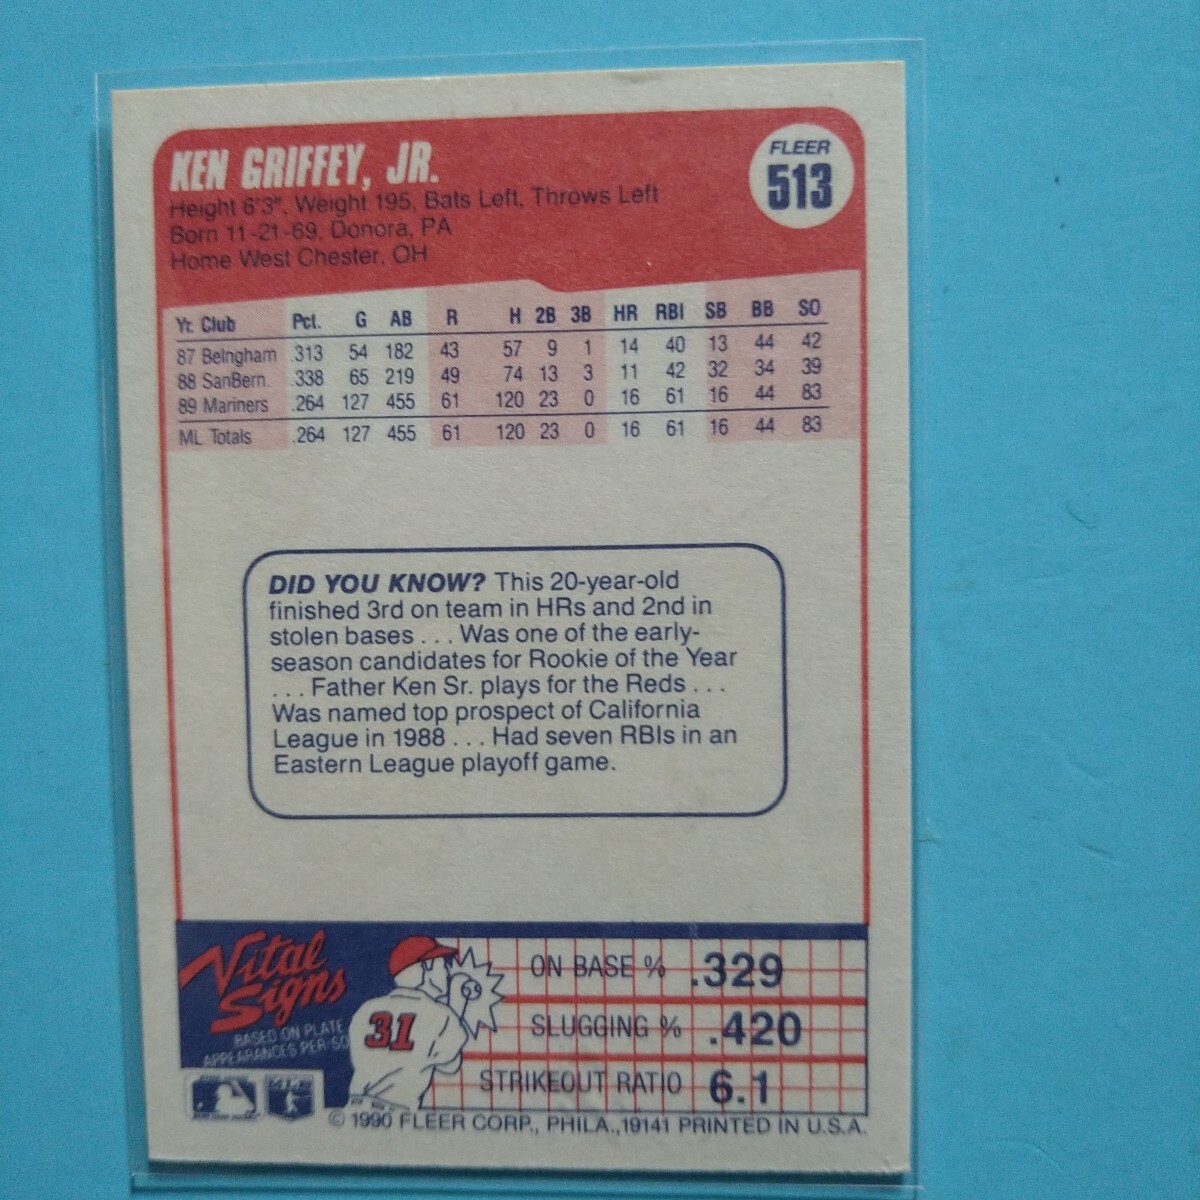 KEN GRIFFEY, JR.
FLEER
513
Height 6'3", Weight 195, Bats Left, Throws Left
Born 11-21-69, Donora, PA
Home West Chester, OH
Yr. Club Pct. G AB R H 2B 3B HR RBI SB BB SO
87 Belngham .313 54 182 43 57 9 1 14 40 13 44 42
88 SanBern. .338 65 219 49 74 13 3 11 42 32 34 39
89 Mariners .264 127 455 61 120 23 0 16 61 16 44 83
ML Totals .264 127 455 61 120 23 0 16 61 16 44 83
DID YOU KNOW? This 20-year-old
finished 3rd on team in HRs and 2nd in
stolen bases . . . Was one of the early-
season candidates for Rookie of the Year
. . . Father Ken Sr. plays for the Reds . . .
Was named top prospect of California
League in 1988 . . . Had seven RBIs in an
Eastern League playoff game.
Vital
Signs
BASED ON PLATE
APPEARANCES PER SO
31
69
ON BASE % .329
SLUGGING % .420
STRIKEOUT RATIO 6.1
© 1990 FLEER CORP., PHILA., 19141 PRINTED IN U.S.A.